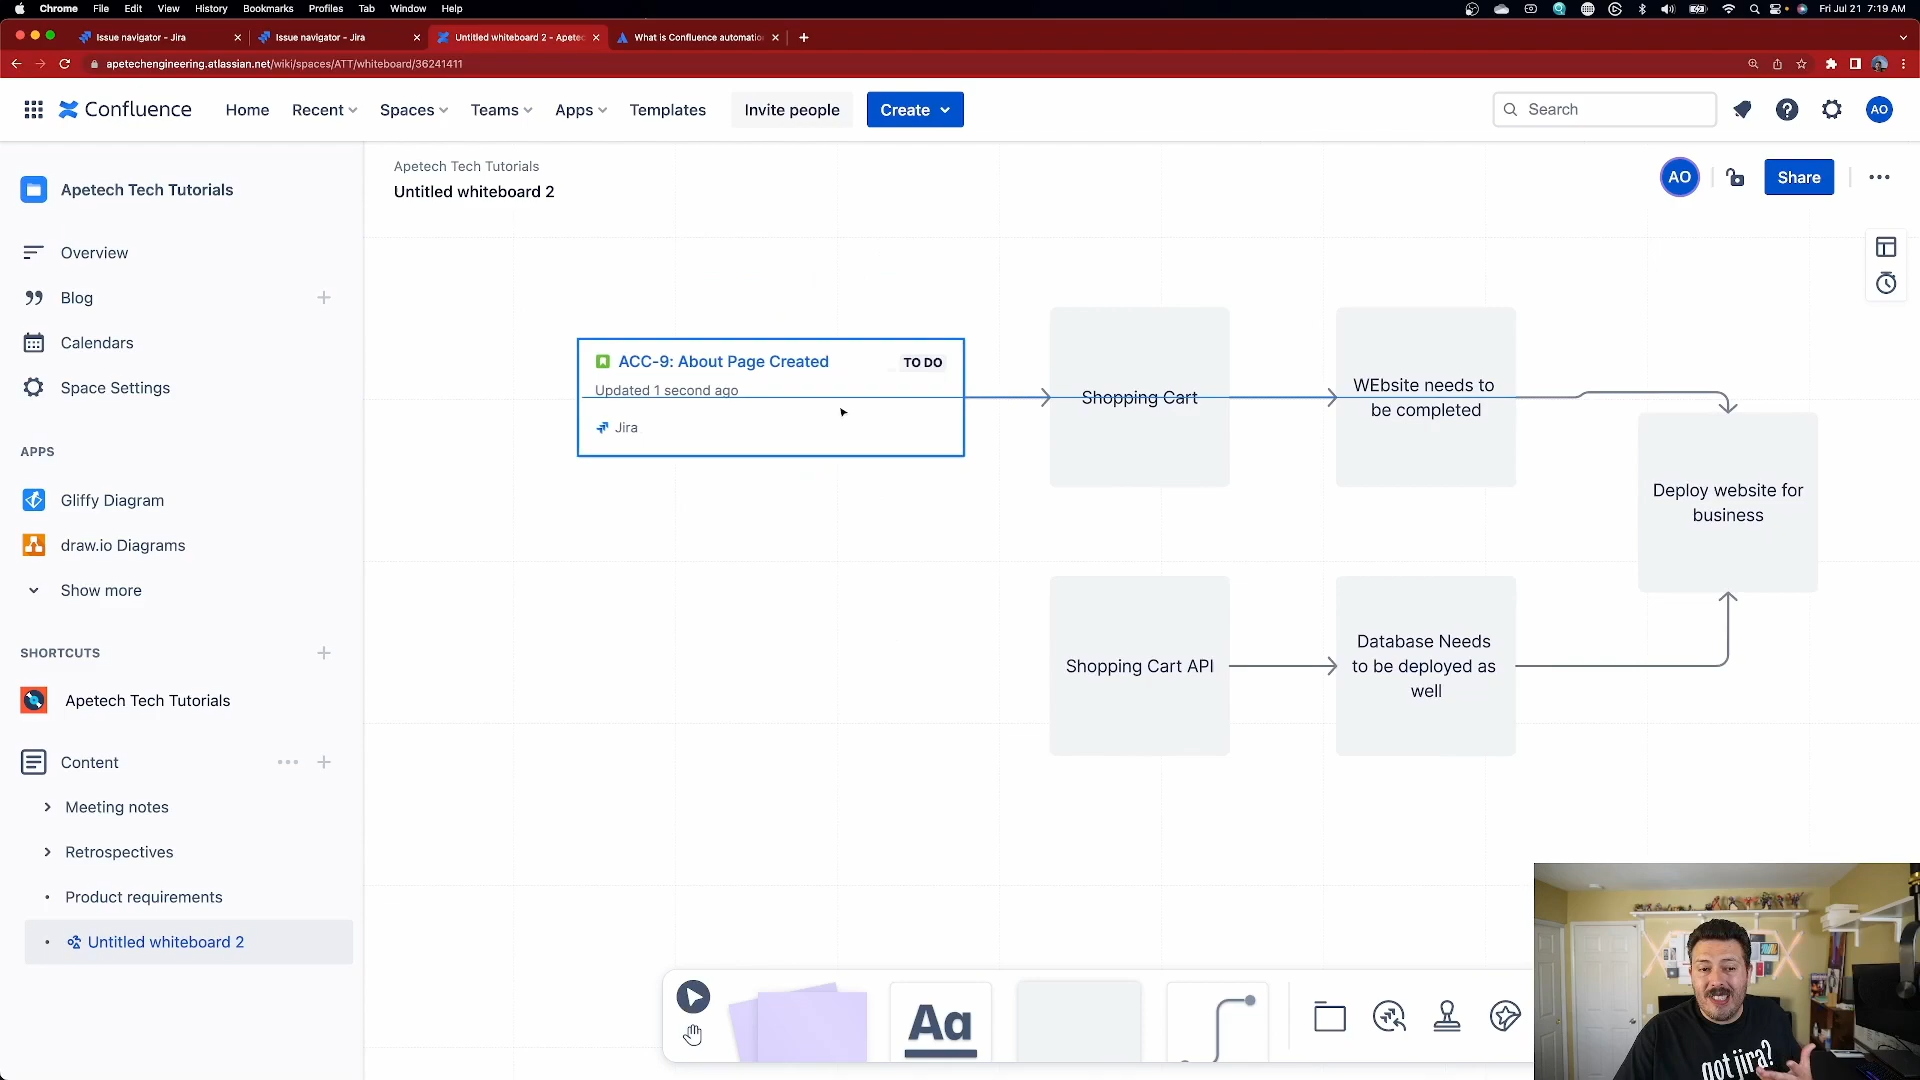 Chrome File Edit View History Bookmarks Profiles Tab Window Help Fri Jul 21 7:19 AM
Issue navigator - Jira Issue navigator - Jira Untitled whiteboard 2 - Apetec What is Confluence automatio
apetechengineering.atlassian.net/wiki/spaces/ATT/whiteboard/36241411
Confluence Home Recent Spaces Teams Apps Templates Invite people Create Search AO
Apetech Tech Tutorials
Overview
Blog
Calendars
Space Settings
APPS
Gliffy Diagram
draw.io Diagrams
Show more
SHORTCUTS
Apetech Tech Tutorials
Content
Meeting notes
Retrospectives
Product requirements
Untitled whiteboard 2
Apetech Tech Tutorials
Untitled whiteboard 2
AO Share
ACC-9: About Page Created TO DO
Updated 1 second ago
Jira
Shopping Cart
WEbsite needs to
be completed
Deploy website for
business
Shopping Cart API
Database Needs
to be deployed as
well
Aa
got jira?